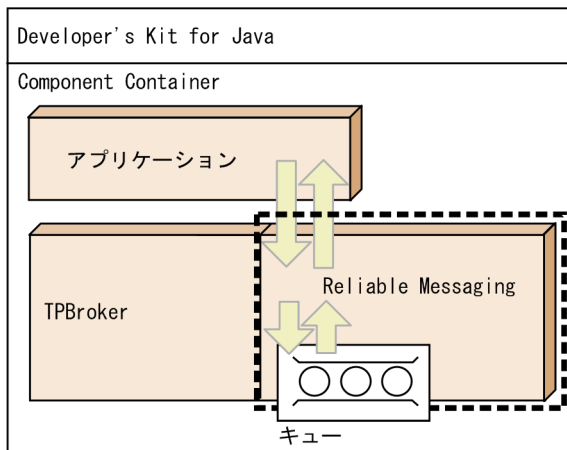 Developer's Kit for Java
Component Container
アプリケーション
Reliable Messaging
TPBroker
キュー